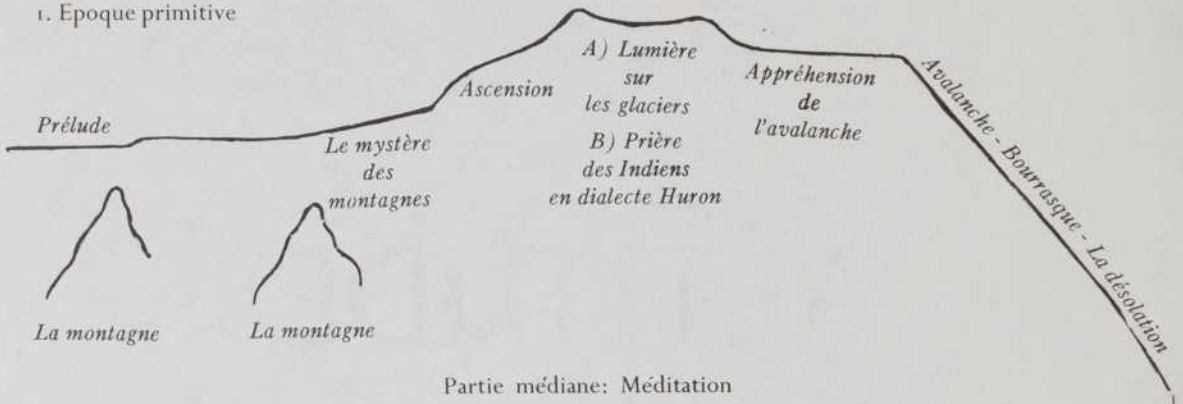 1. Epoque primitive
Prélude
La montagne
Le mystère
des
montagnes
La montagne
Ascension
A) Lumière
sur
les glaciers
B) Prière
des Indiens
en dialecte Huron
Appréhension
de
l'avalanche
Avalanche - Bourrasque - La désolation
Partie médiane: Méditation